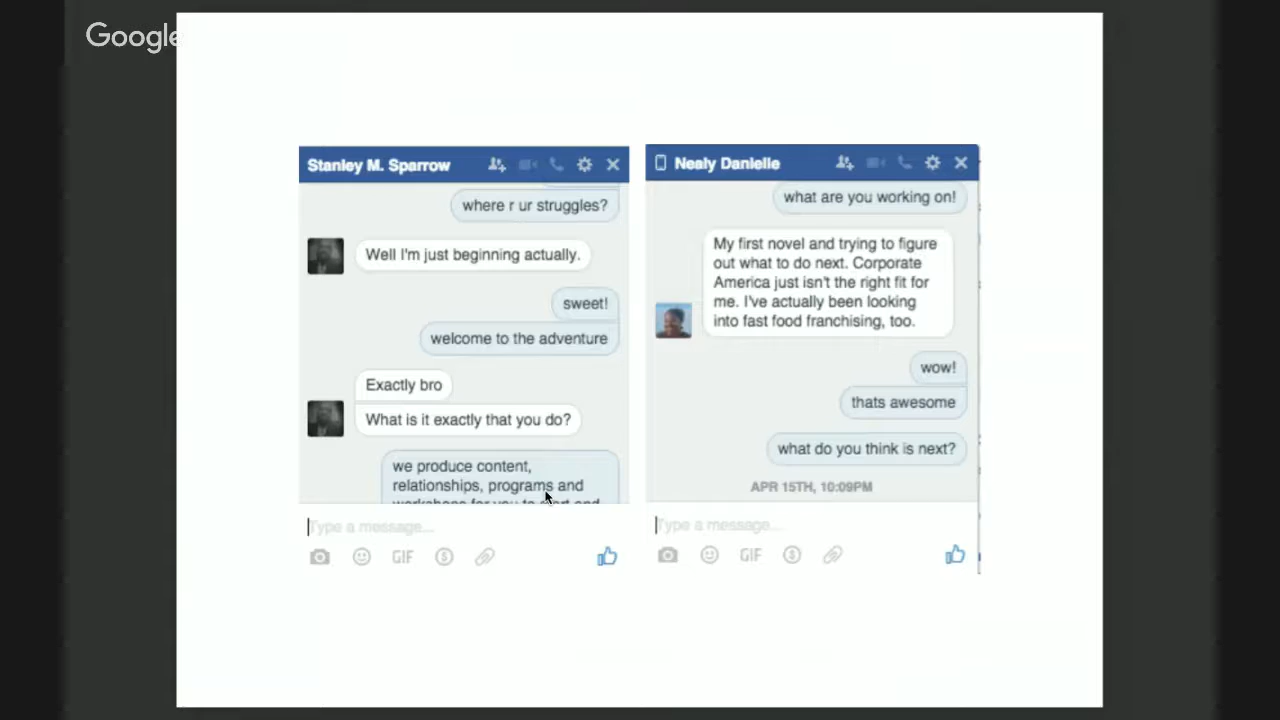 Google
Stanley M. Sparrow
where r ur struggles?
Well I'm just beginning actually.
sweet!
welcome to the adventure
Exactly bro
What is it exactly that you do?
we produce content,
relationships, programs and
Type a message...
GIF
Nealy Danielle
what are you working on!
My first novel and trying to figure
out what to do next. Corporate
America just isn't the right fit for
me. I've actually been looking
into fast food franchising, too.
wow!
thats awesome
what do you think is next?
APR 15TH, 10:09PM
Type a message...
GIF